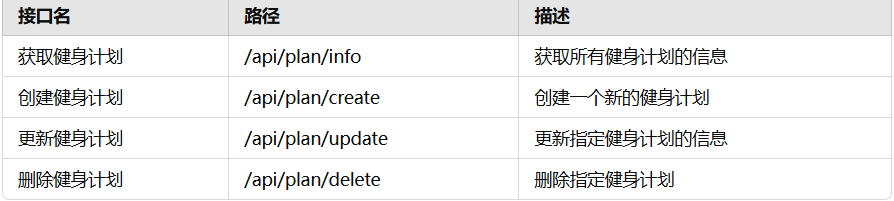 接口名 路径 描述
获取健身计划 /api/plan/info 获取所有健身计划的信息
创建健身计划 /api/plan/create 创建一个新的健身计划
更新健身计划 /api/plan/update 更新指定健身计划的信息
删除健身计划 /api/plan/delete 删除指定健身计划